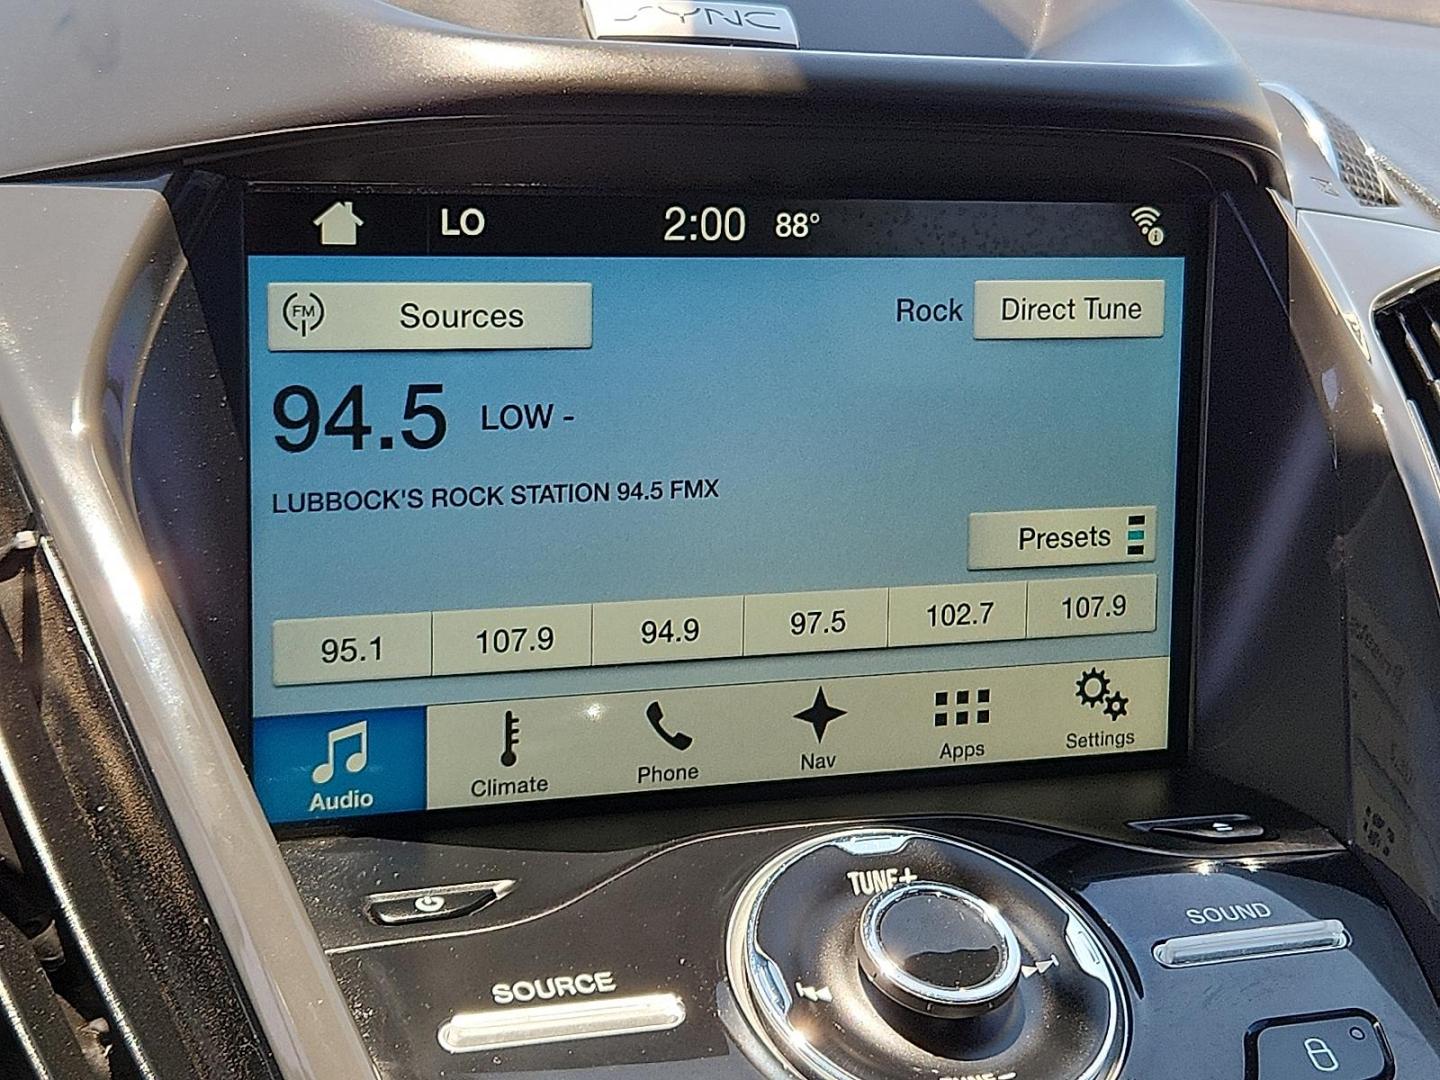 SYNC
LO 2:00 88°
FM Sources Rock Direct Tune
94.5 LOW -
LUBBOCK'S ROCK STATION 94.5 FMX
Presets
95.1 107.9 94.9 97.5 102.7 107.9
Audio Climate Phone Nav Apps Settings
TUNE+
SOUND
SOURCE
TUNE-